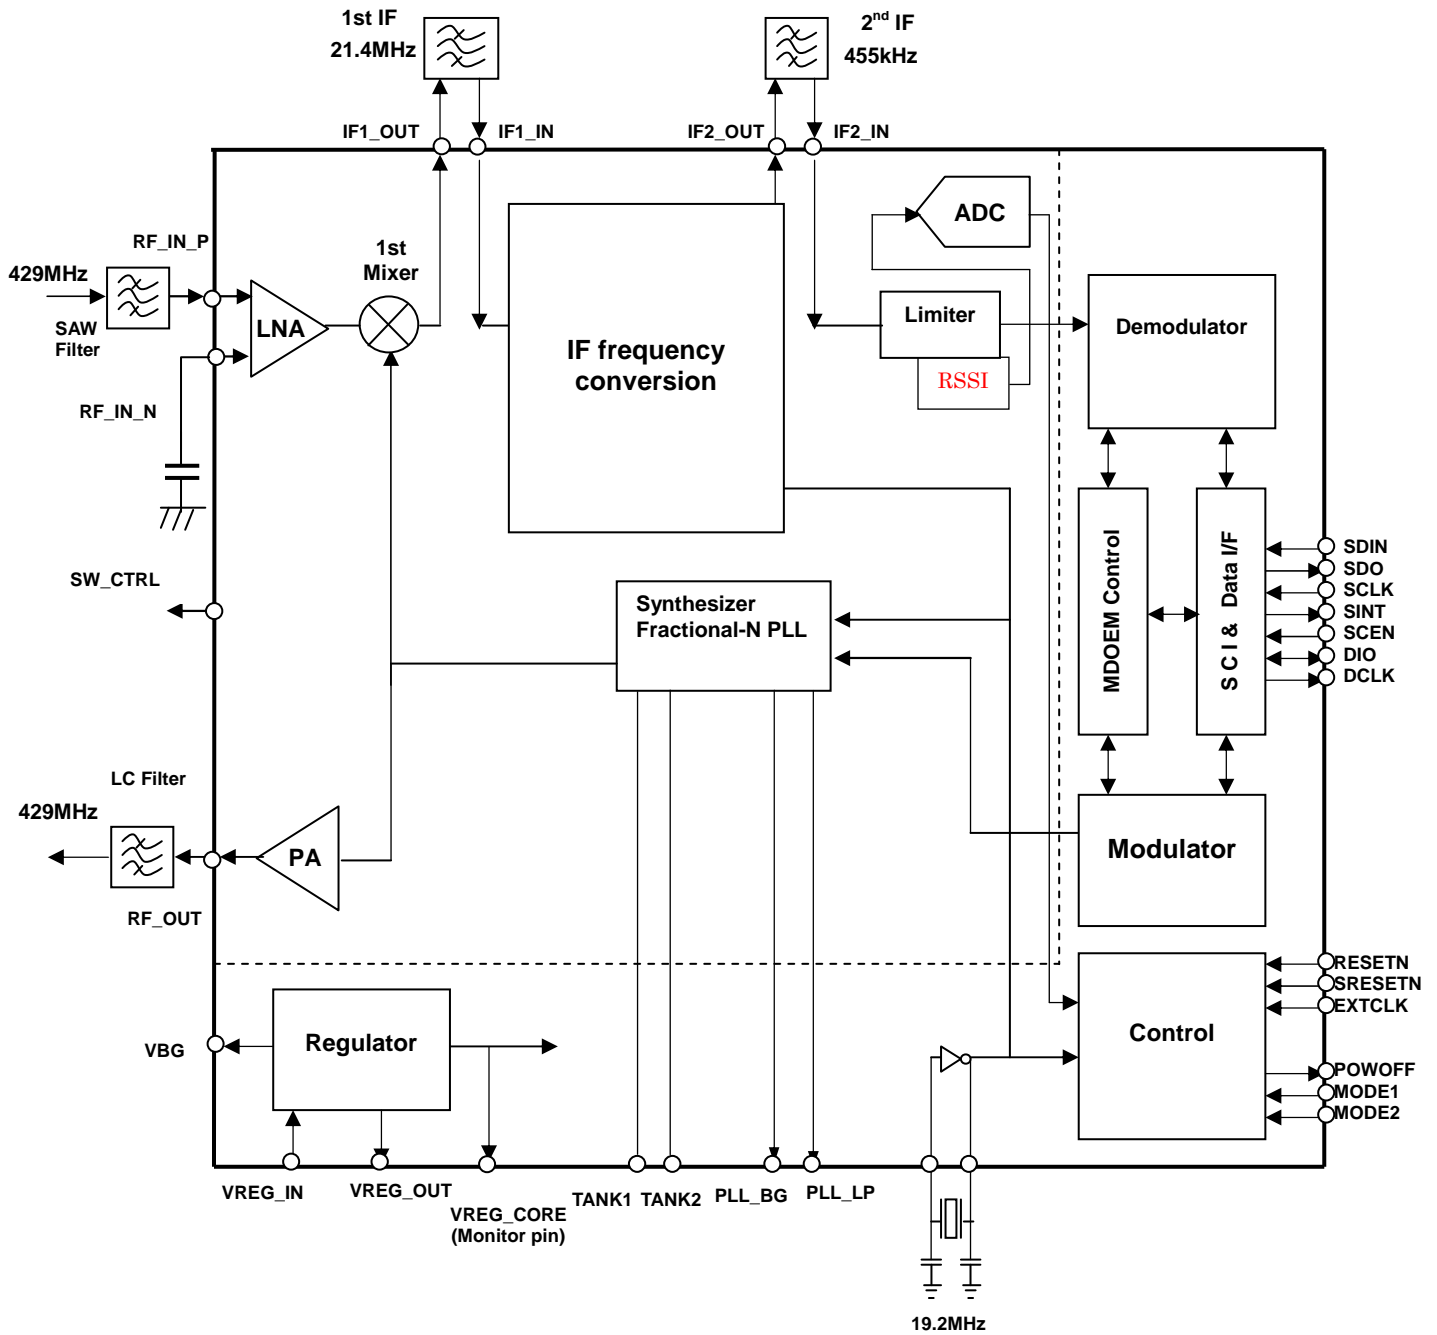 1st IF
21.4MHz
2nd IF
455kHz
IF1_OUT
IF1_IN
IF2_OUT
IF2_IN
ADC
RF_IN_P
1st
Mixer
429MHz
SAW
Filter
LNA
Limiter
RSSI
Demodulator
IF frequency
conversion
RF_IN_N
SW_CTRL
Synthesizer
Fractional-N PLL
MDOEM Control
S C I & Data I/F
SDIN
SDO
SCLK
SINT
SCEN
DIO
DCLK
LC Filter
429MHz
PA
RF_OUT
Modulator
RESETN
SRESETN
EXTCLK
Control
VBG
Regulator
POWOFF
MODE1
MODE2
VREG_IN
VREG_OUT
VREG_CORE
(Monitor pin)
TANK1
TANK2
PLL_BG
PLL_LP
19.2MHz